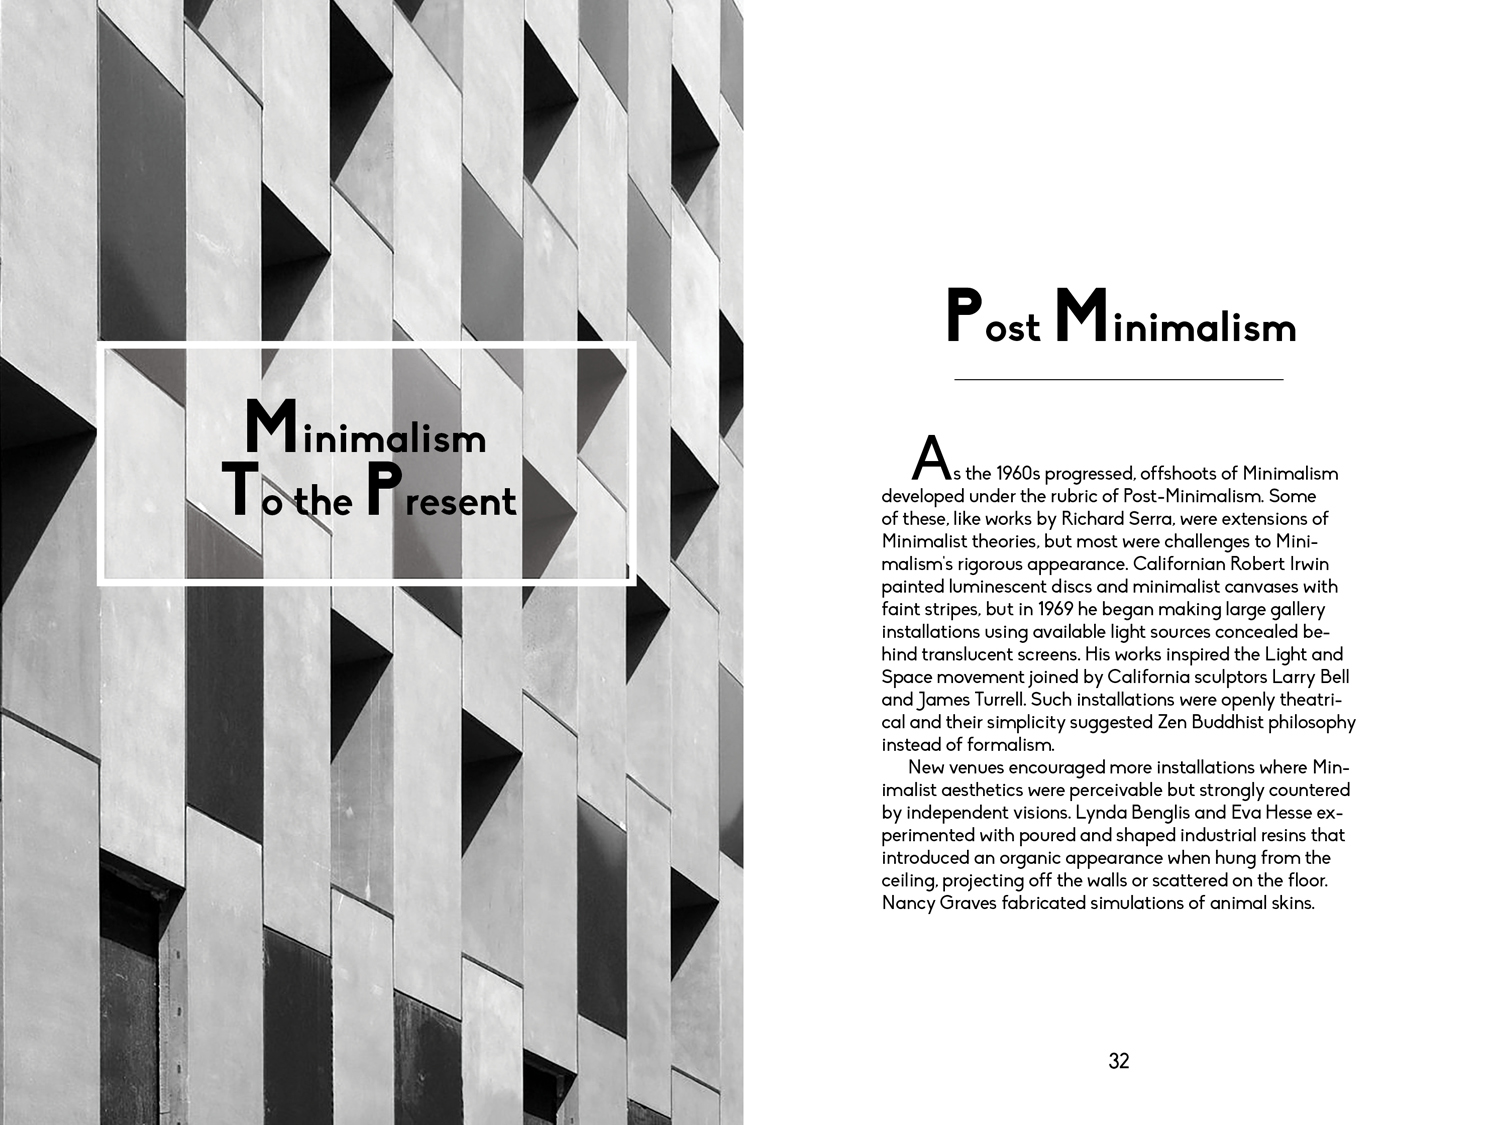 Minimalism
To the Present
Post Minimalism
As the 1960s progressed, offshoots of Minimalism
developed under the rubric of Post-Minimalism. Some
of these, like works by Richard Serra, were extensions of
Minimalist theories, but most were challenges to Mini-
malism's rigorous appearance. Californian Robert Irwin
painted luminescent discs and minimalist canvases with
faint stripes, but in 1969 he began making large gallery
installations using available light sources concealed be-
hind translucent screens. His works inspired the Light and
Space movement joined by California sculptors Larry Bell
and James Turrell. Such installations were openly theatri-
cal and their simplicity suggested Zen Buddhist philosophy
instead of formalism.
New venues encouraged more installations where Min-
imalist aesthetics were perceivable but strongly countered
by independent visions. Lynda Benglis and Eva Hesse ex-
perimented with poured and shaped industrial resins that
introduced an organic appearance when hung from the
ceiling, projecting off the walls or scattered on the floor.
Nancy Graves fabricated simulations of animal skins.
32